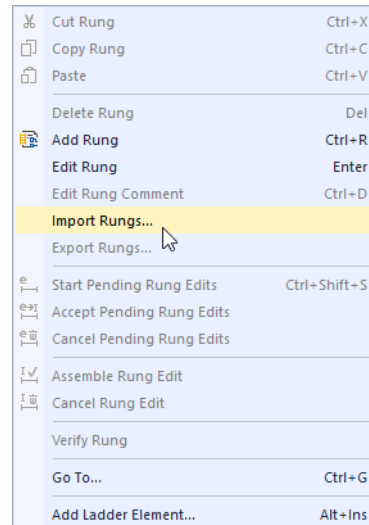 Cut Rung Ctrl+X
Copy Rung Ctrl+C
Paste Ctrl+V
Delete Rung Del
Add Rung Ctrl+R
Edit Rung Enter
Edit Rung Comment Ctrl+D
Import Rungs...
Export Rungs...
Start Pending Rung Edits Ctrl+Shift+S
Accept Pending Rung Edits
Cancel Pending Rung Edits
Assemble Rung Edit
Cancel Rung Edit
Verify Rung
Go To... Ctrl+G
Add Ladder Element... Alt+Ins